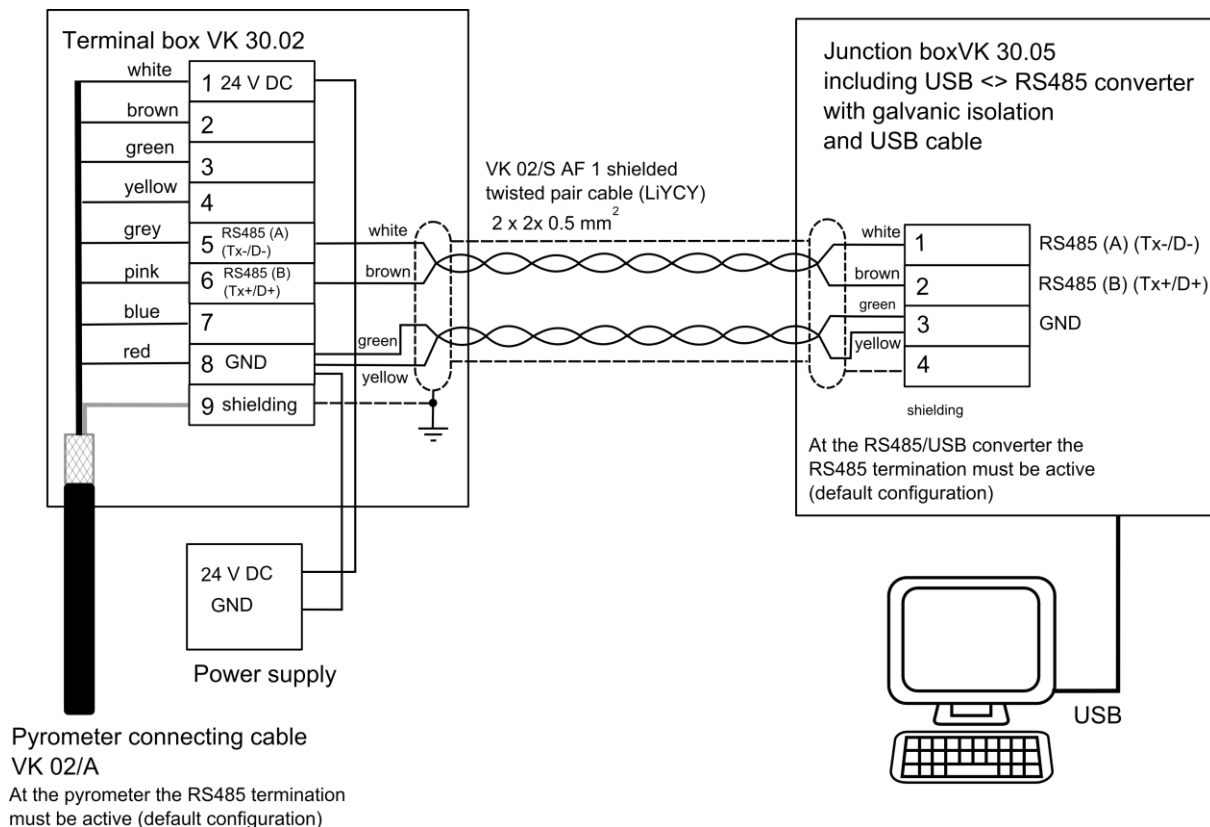 Terminal box VK 30.02
white
1 24 V DC
brown
2
green
3
yellow
4
grey
5 RS485 (A)
(Tx-/D-)
pink
6 RS485 (B)
(Tx+/D+)
blue
7
red
8 GND
9 shielding
white
brown
green
yellow
VK 02/S AF 1 shielded
twisted pair cable (LiYCY)
2 x 2x 0.5 mm²
Junction boxVK 30.05
including USB <> RS485 converter
with galvanic isolation
and USB cable
white
1
RS485 (A) (Tx-/D-)
brown
2
RS485 (B) (Tx+/D+)
green
3
GND
yellow
4
shielding
At the RS485/USB converter the
RS485 termination must be active
(default configuration)
24 V DC
GND
Power supply
USB
Pyrometer connecting cable
VK 02/A
At the pyrometer the RS485 termination
must be active (default configuration)